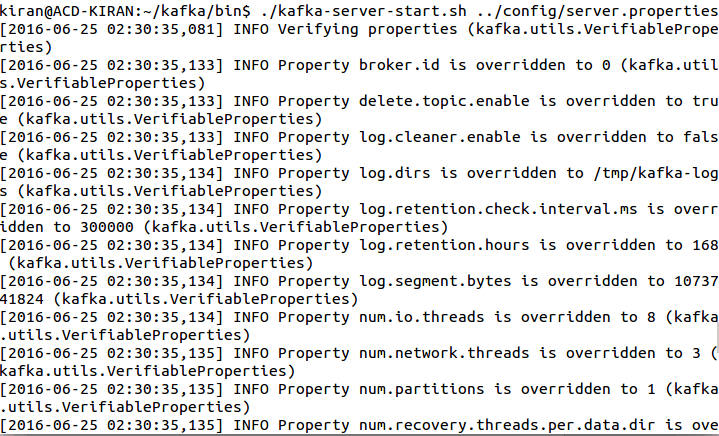 kiran@ACD-KIRAN:~/kafka/bin$ ./kafka-server-start.sh ../config/server.properties
[2016-06-25 02:30:35,081] INFO Verifying properties (kafka.utils.VerifiablePrope
rties)
[2016-06-25 02:30:35,133] INFO Property broker.id is overridden to 0 (kafka.util
s.VerifiableProperties)
[2016-06-25 02:30:35,133] INFO Property delete.topic.enable is overridden to tru
e (kafka.utils.VerifiableProperties)
[2016-06-25 02:30:35,133] INFO Property log.cleaner.enable is overridden to fals
e (kafka.utils.VerifiableProperties)
[2016-06-25 02:30:35,134] INFO Property log.dirs is overridden to /tmp/kafka-log
s (kafka.utils.VerifiableProperties)
[2016-06-25 02:30:35,134] INFO Property log.retention.check.interval.ms is overr
idden to 300000 (kafka.utils.VerifiableProperties)
[2016-06-25 02:30:35,134] INFO Property log.retention.hours is overridden to 168
 (kafka.utils.VerifiableProperties)
[2016-06-25 02:30:35,134] INFO Property log.segment.bytes is overridden to 10737
41824 (kafka.utils.VerifiableProperties)
[2016-06-25 02:30:35,134] INFO Property num.io.threads is overridden to 8 (kafka
.utils.VerifiableProperties)
[2016-06-25 02:30:35,135] INFO Property num.network.threads is overridden to 3 (
kafka.utils.VerifiableProperties)
[2016-06-25 02:30:35,135] INFO Property num.partitions is overridden to 1 (kafka
.utils.VerifiableProperties)
[2016-06-25 02:30:35,135] INFO Property num.recovery.threads.per.data.dir is ove